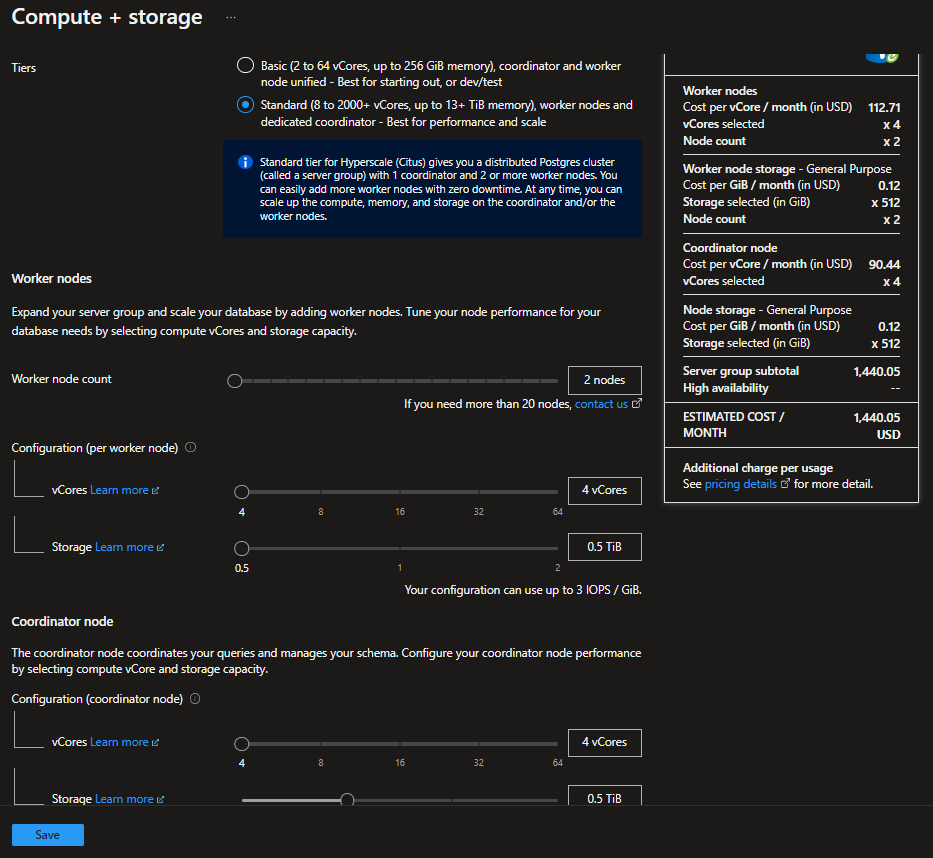 Compute + storage ...
Tiers
Basic (2 to 64 vCores, up to 256 GiB memory), coordinator and worker
node unified - Best for starting out, or dev/test
Standard (8 to 2000+ vCores, up to 13+ TiB memory), worker nodes and
dedicated coordinator - Best for performance and scale
Standard tier for Hyperscale (Citus) gives you a distributed Postgres cluster
(called a server group) with 1 coordinator and 2 or more worker nodes. You
can easily add more worker nodes with zero downtime. At any time, you can
scale up the compute, memory, and storage on the coordinator and/or the
worker nodes.
Worker nodes
Expand your server group and scale your database by adding worker nodes. Tune your node performance for your
database needs by selecting compute vCores and storage capacity.
Worker node count
2 nodes
If you need more than 20 nodes, contact us
Configuration (per worker node)
vCores Learn more
4 vCores
4 8 16 32 64
Storage Learn more
0.5 TiB
0.5 1 2
Your configuration can use up to 3 IOPS / GiB.
Coordinator node
The coordinator node coordinates your queries and manages your schema. Configure your coordinator node performance
by selecting compute vCore and storage capacity.
Configuration (coordinator node)
vCores Learn more
4 vCores
4 8 16 32 64
Storage Learn more
0.5 TiB
Save
Worker nodes
Cost per vCore / month (in USD) 112.71
vCores selected x 4
Node count x 2
Worker node storage - General Purpose
Cost per GiB / month (in USD) 0.12
Storage selected (in GiB) x 512
Node count x 2
Coordinator node
Cost per vCore / month (in USD) 90.44
vCores selected x 4
Node storage - General Purpose
Cost per GiB / month (in USD) 0.12
Storage selected (in GiB) x 512
Server group subtotal 1,440.05
High availability --
ESTIMATED COST / 1,440.05
MONTH USD
Additional charge per usage
See pricing details for more detail.